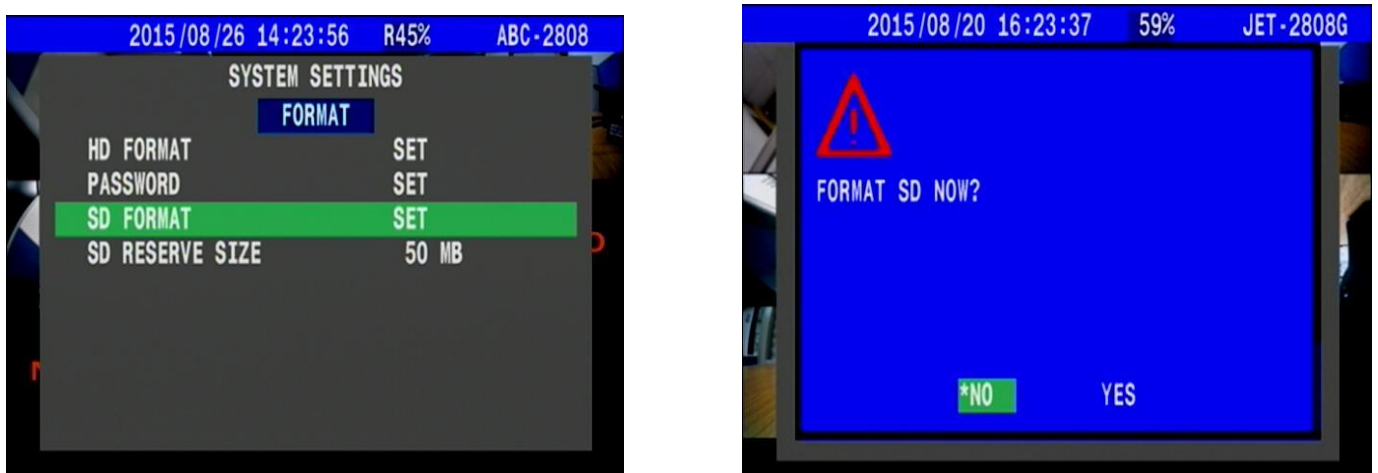 2015/08/26 14:23:56 R45% ABC-2808
SYSTEM SETTINGS
FORMAT
HD FORMAT SET
PASSWORD SET
SD FORMAT SET
SD RESERVE SIZE 50 MB
2015/08/20 16:23:37 59% JET-2808G
FORMAT SD NOW?
*NO YES